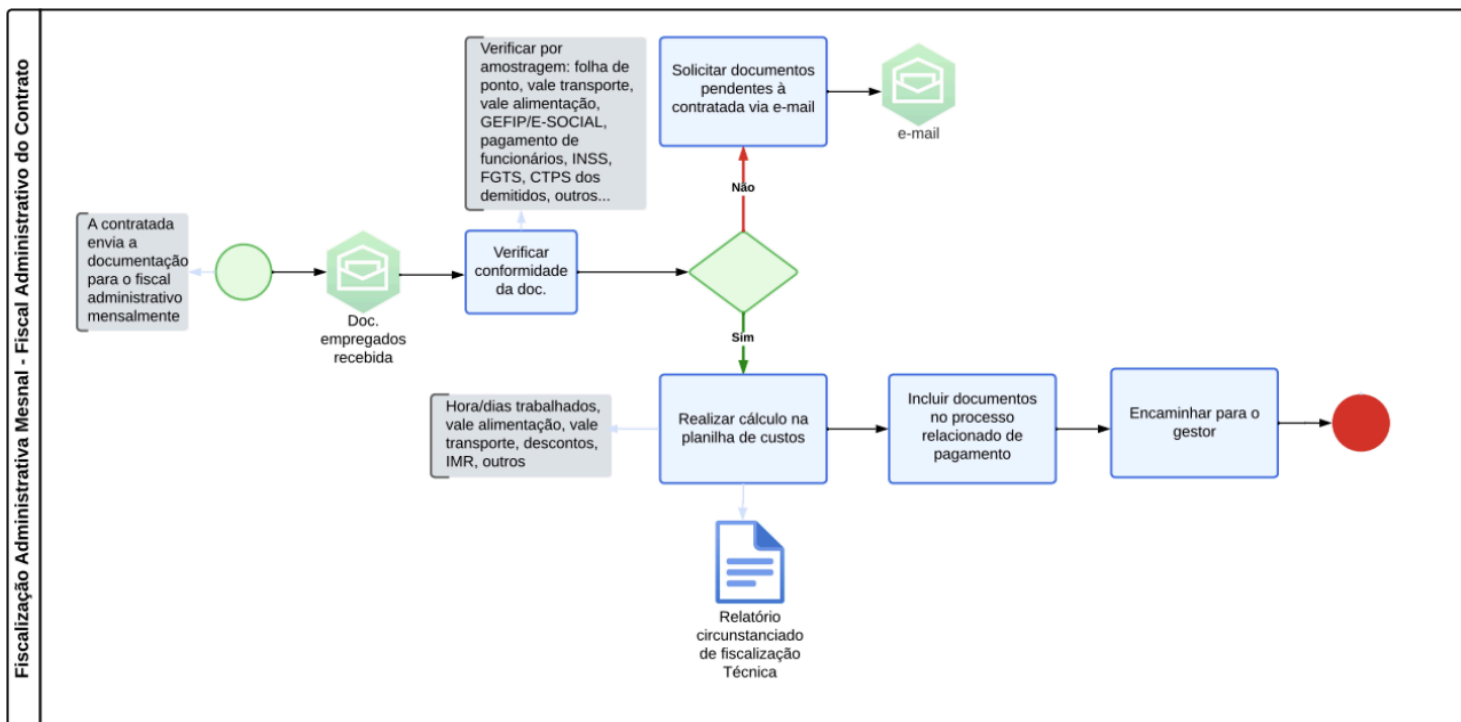 Fiscalização Administrativa Mesnal - Fiscal Administrativo do Contrato
A contratada
envia a
documentação
para o fiscal
administrativo
mensalmente
Doc.
empregados
recebida
Verificar por
amostragem: folha de
ponto, vale transporte,
vale alimentação,
GEFIP/E-SOCIAL,
pagamento de
funcionários, INSS,
FGTS, CTPS dos
demitidos, outros...
Verificar
conformidade
da doc.
Não
Solicitar documentos
pendentes à
contratada via e-mail
e-mail
Sim
Realizar cálculo na
planilha de custos
Hora/dias trabalhados,
vale alimentação, vale
transporte, descontos,
IMR, outros
Relatório
circunstanciado
de fiscalização
Técnica
Incluir documentos
no processo
relacionado de
pagamento
Encaminhar para o
gestor